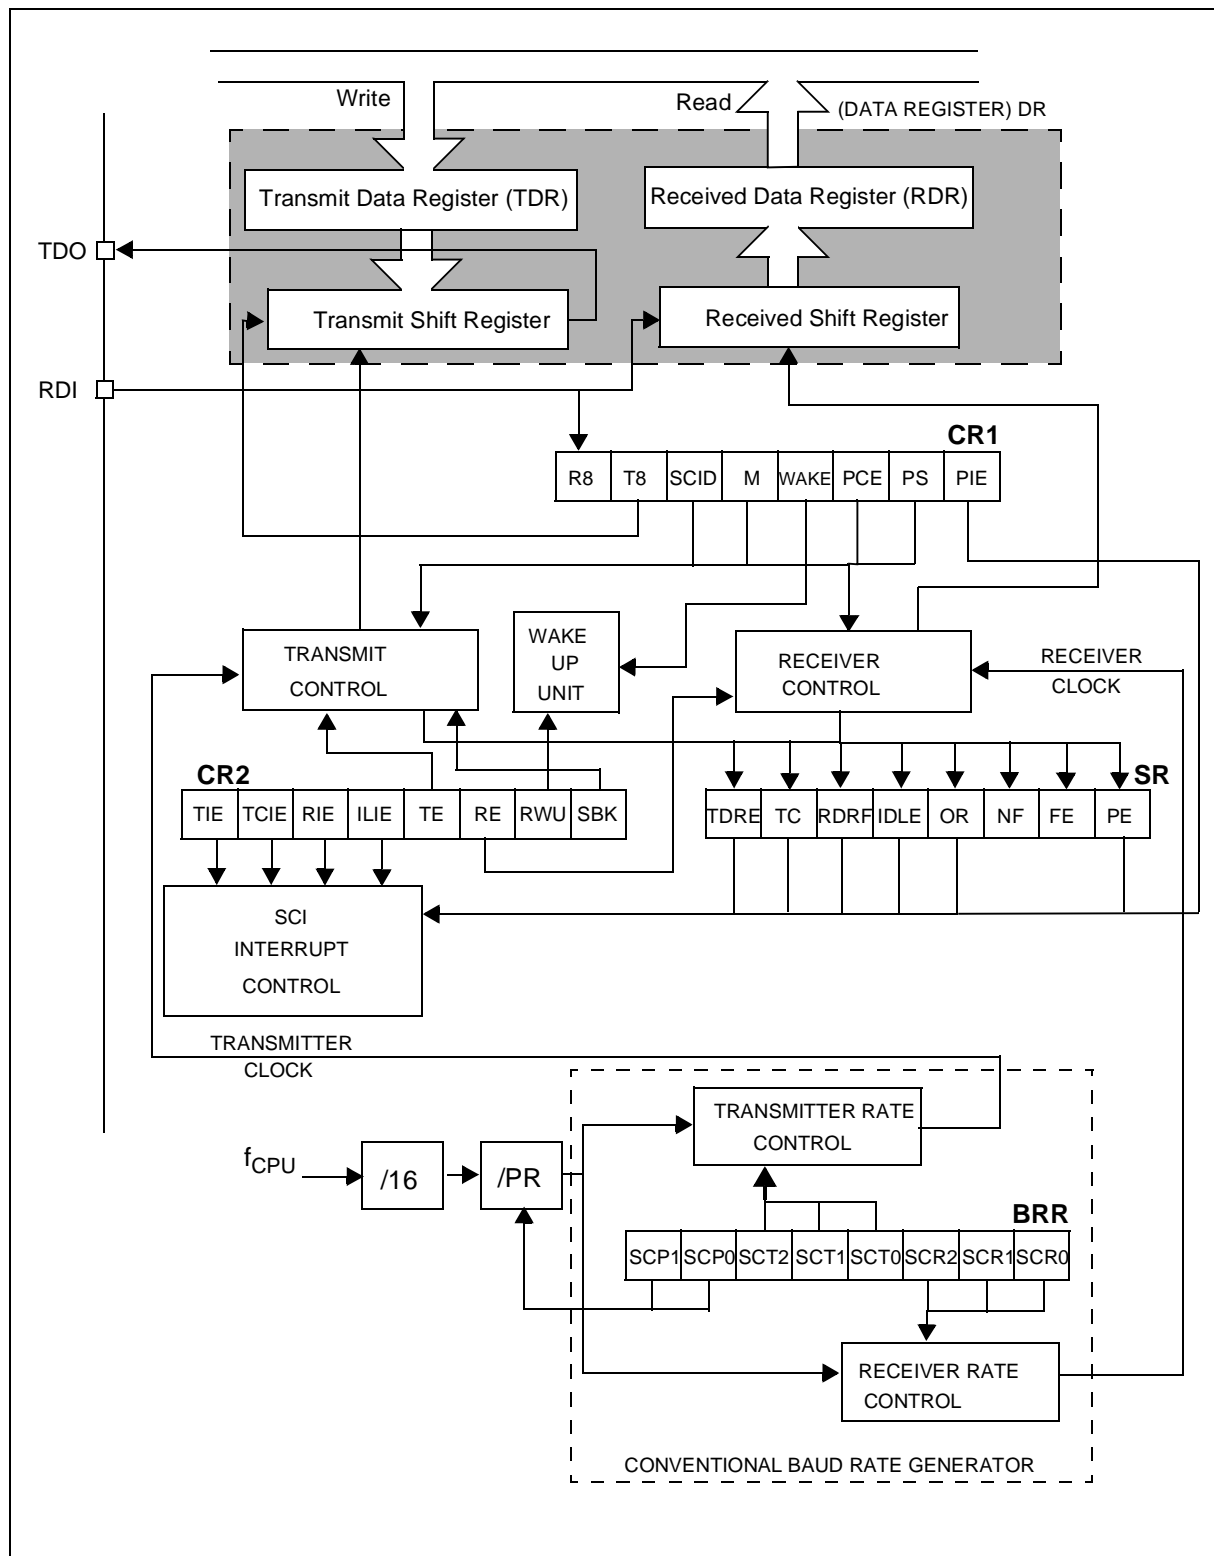 Write
Read
(DATA REGISTER) DR
Transmit Data Register (TDR)
Received Data Register (RDR)
TDO
Transmit Shift Register
Received Shift Register
RDI
CR1
R8 T8 SCID M WAKE PCE PS PIE
TRANSMIT
CONTROL
WAKE
UP
UNIT
RECEIVER
CONTROL
RECEIVER
CLOCK
CR2
TIE TCIE RIE ILIE TE RE RWU SBK
SR
TDRE TC RDRF IDLE OR NF FE PE
SCI
INTERRUPT
CONTROL
TRANSMITTER
CLOCK
TRANSMITTER RATE
CONTROL
fCPU
/16
/PR
BRR
SCP1 SCP0 SCT2 SCT1 SCT0 SCR2 SCR1 SCR0
RECEIVER RATE
CONTROL
CONVENTIONAL BAUD RATE GENERATOR